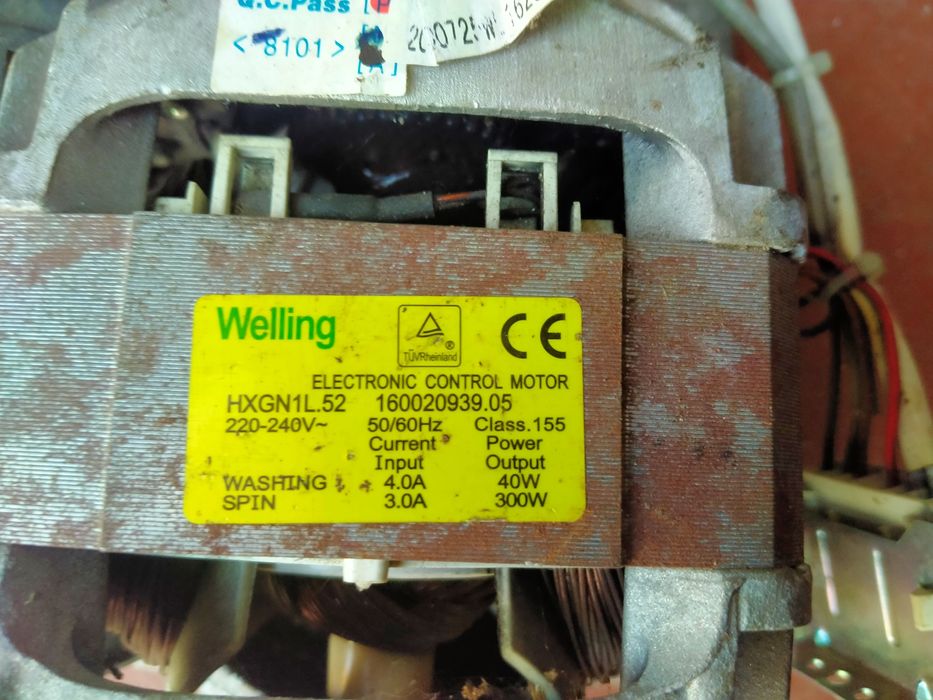 Q.C.Pass [P
< 8101 >
Welling
TÜVRheinland ®
CE
ELECTRONIC CONTROL MOTOR
HXGN1L.52 160020939.05
220-240V~ 50/60Hz Class.155
Current Power
Input Output
WASHING : 4.0A 40W
SPIN 3.0A 300W